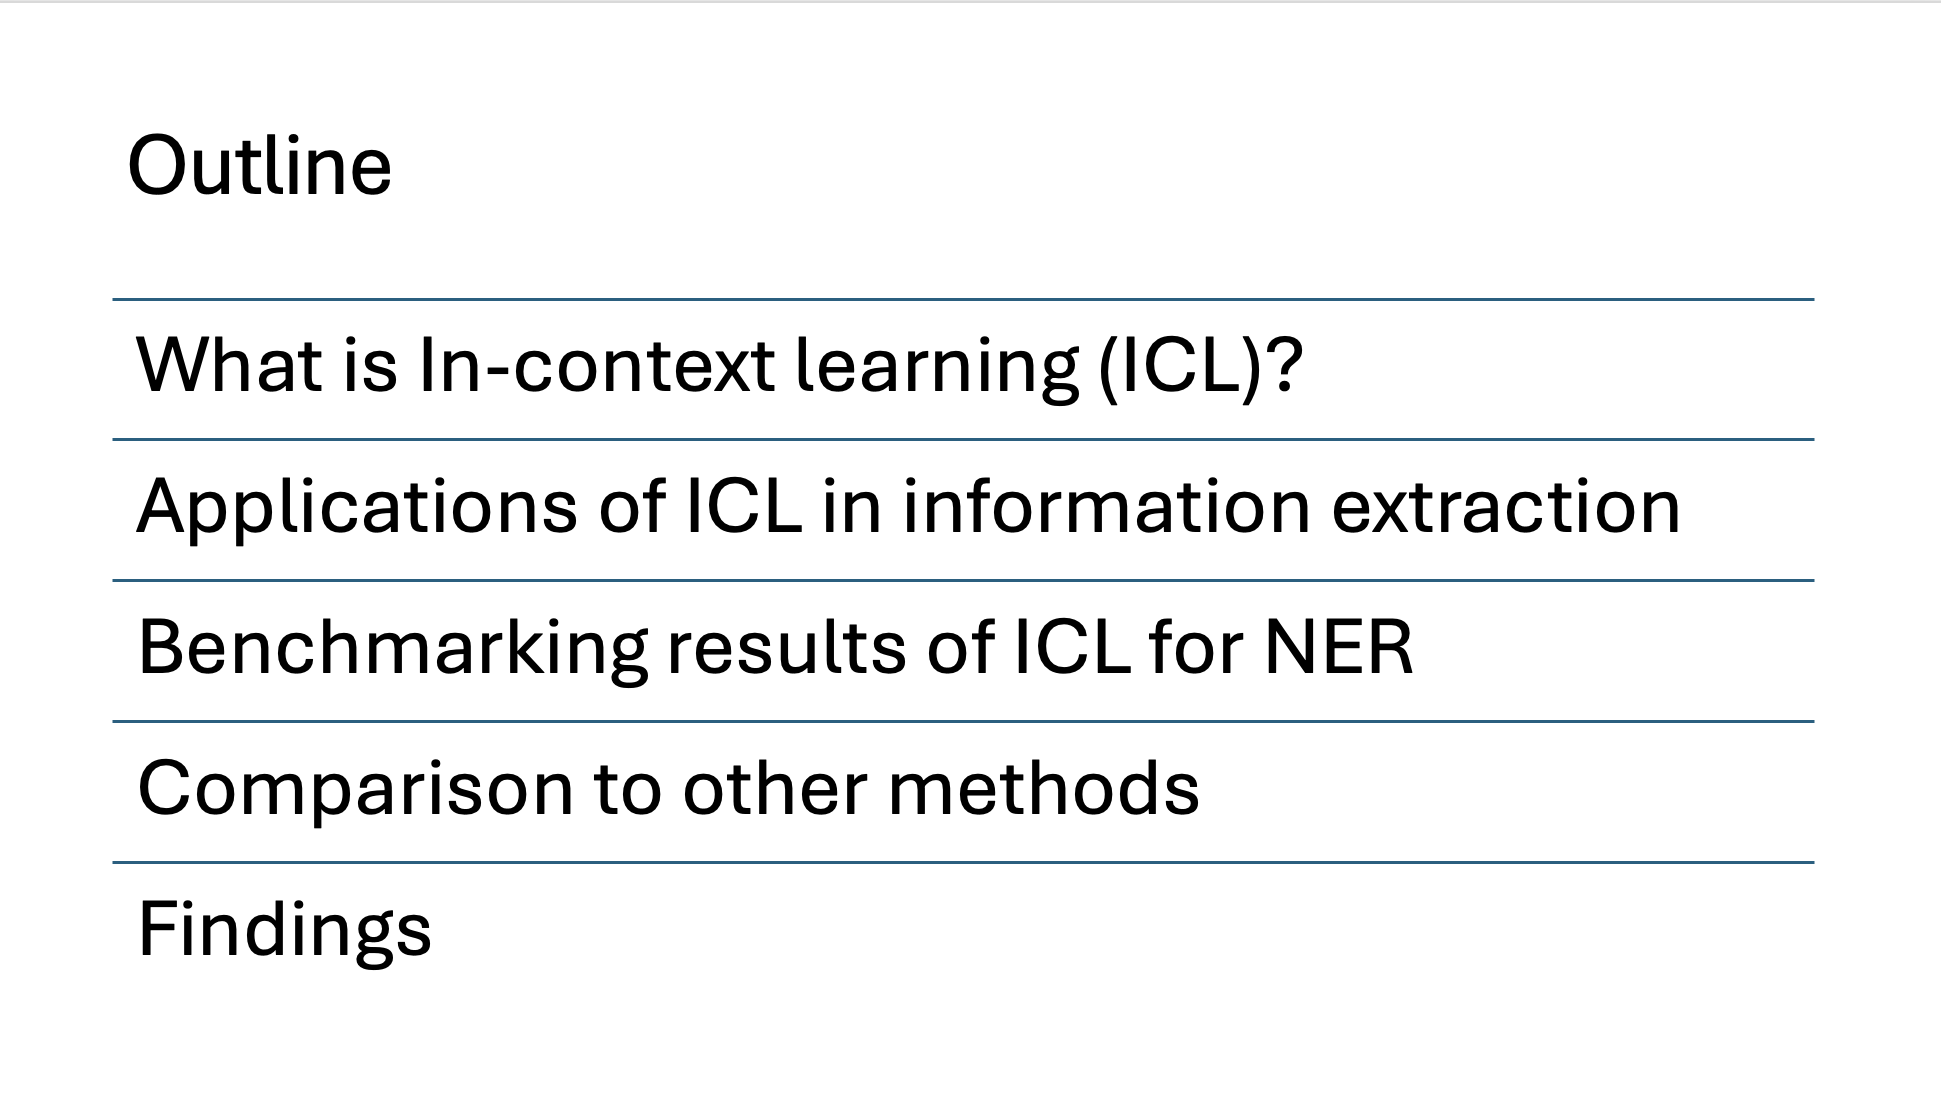 Outline
What is In-context learning (ICL)?
Applications of ICL in information extraction
Benchmarking results of ICL for NER
Comparison to other methods
Findings